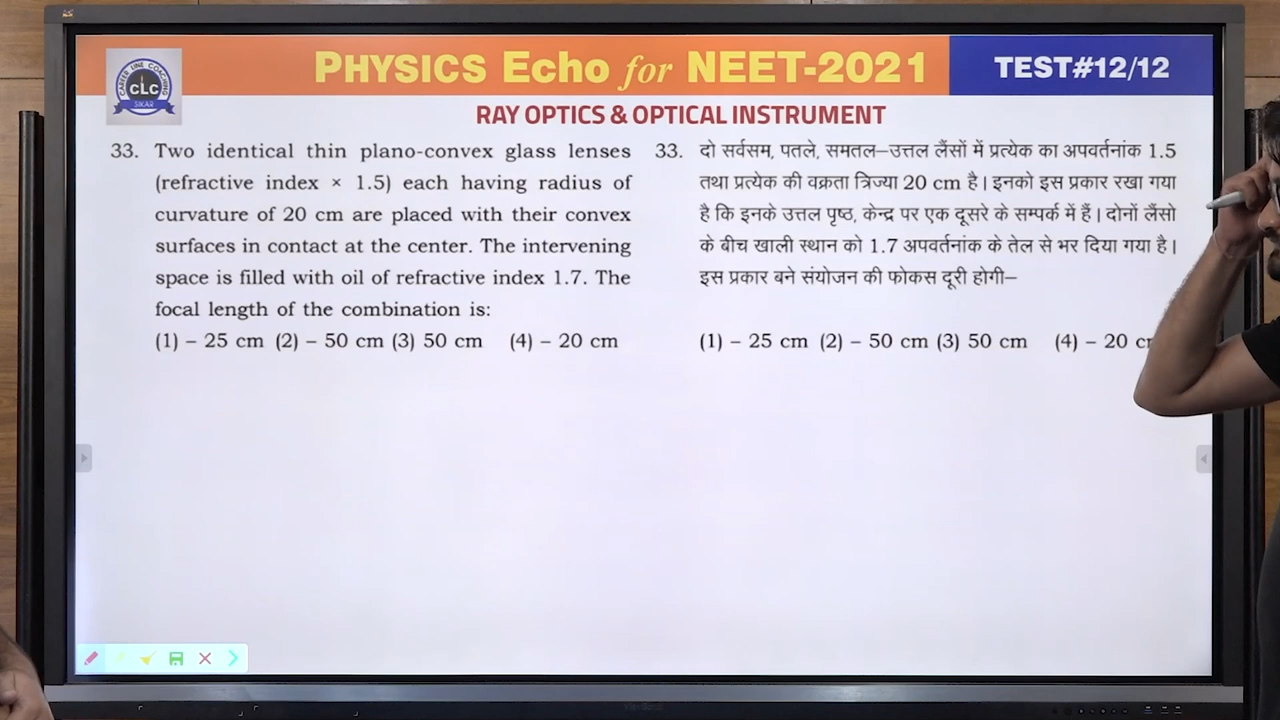 PHYSICS Echo for NEET-2021
TEST#12/12
CAREER LINE COACHING
CLC
SIKAR
RAY OPTICS & OPTICAL INSTRUMENT
33. Two identical thin plano-convex glass lenses
(refractive index × 1.5) each having radius of
curvature of 20 cm are placed with their convex
surfaces in contact at the center. The intervening
space is filled with oil of refractive index 1.7. The
focal length of the combination is:
(1) – 25 cm (2) – 50 cm (3) 50 cm (4) – 20 cm
33. दो सर्वसम, पतले, समतल–उत्तल लैंसों में प्रत्येक का अपवर्तनांक 1.5
तथा प्रत्येक की वक्रता त्रिज्या 20 cm है। इनको इस प्रकार रखा गया
है कि इनके उत्तल पृष्ठ, केन्द्र पर एक दूसरे के सम्पर्क में हैं। दोनों लैंसो
के बीच खाली स्थान को 1.7 अपवर्तनांक के तेल से भर दिया गया है।
इस प्रकार बने संयोजन की फोकस दूरी होगी–
(1) – 25 cm (2) – 50 cm (3) 50 cm (4) – 20